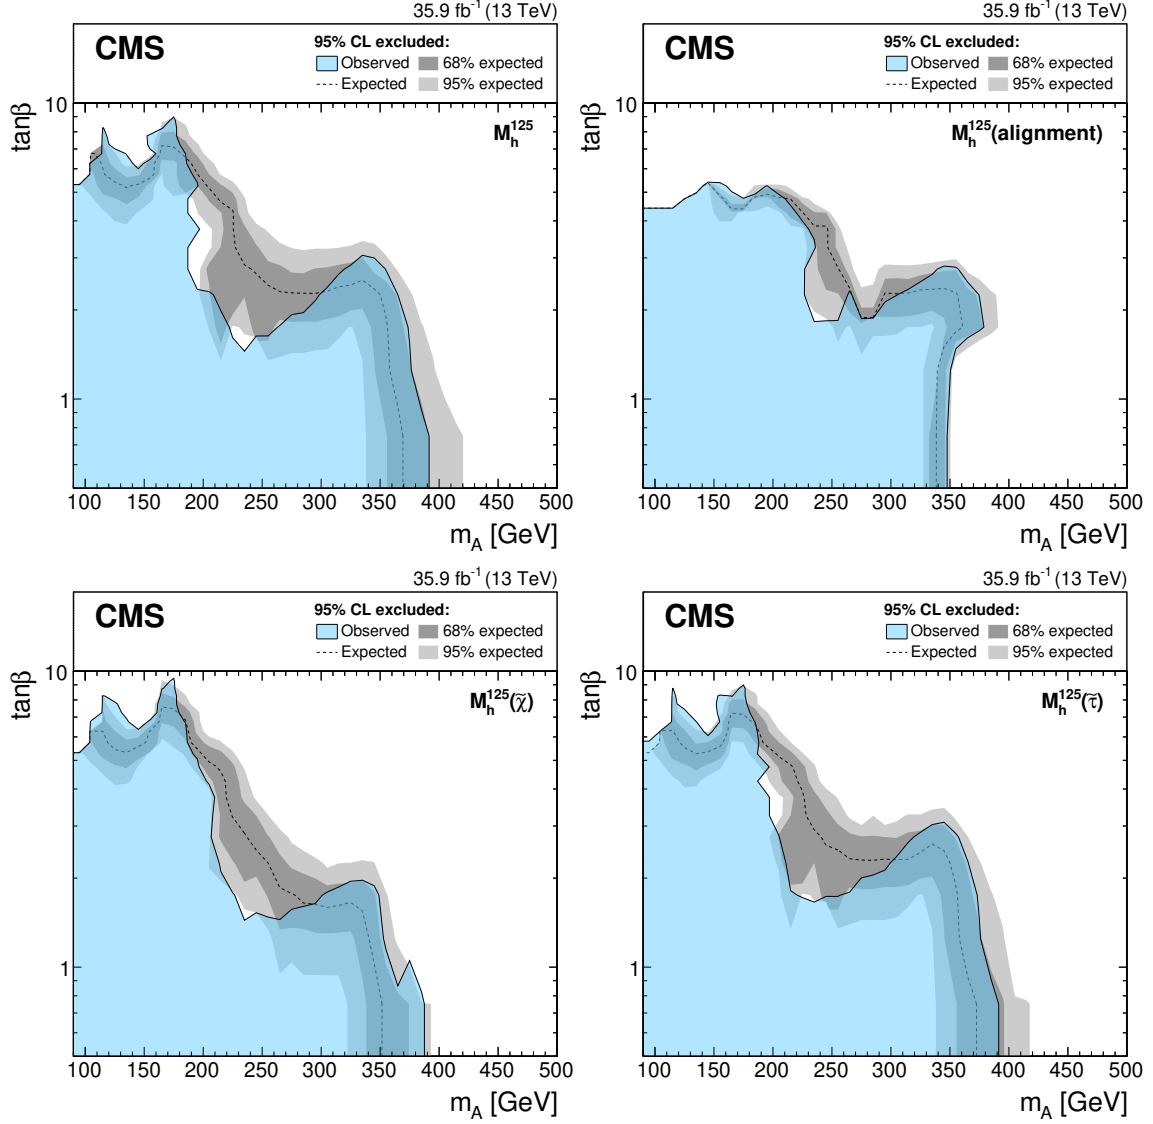 35.9 fb⁻¹ (13 TeV)
CMS
95% CL excluded:
Observed 68% expected
Expected 95% expected
M_h^125
tanβ
10
1
100 150 200 250 300 350 400 450 500
m_A [GeV]
35.9 fb⁻¹ (13 TeV)
CMS
95% CL excluded:
Observed 68% expected
Expected 95% expected
M_h^125(alignment)
tanβ
10
1
100 150 200 250 300 350 400 450 500
m_A [GeV]
35.9 fb⁻¹ (13 TeV)
CMS
95% CL excluded:
Observed 68% expected
Expected 95% expected
M_h^125(χ̃)
tanβ
10
1
100 150 200 250 300 350 400 450 500
m_A [GeV]
35.9 fb⁻¹ (13 TeV)
CMS
95% CL excluded:
Observed 68% expected
Expected 95% expected
M_h^125(τ̃)
tanβ
10
1
100 150 200 250 300 350 400 450 500
m_A [GeV]